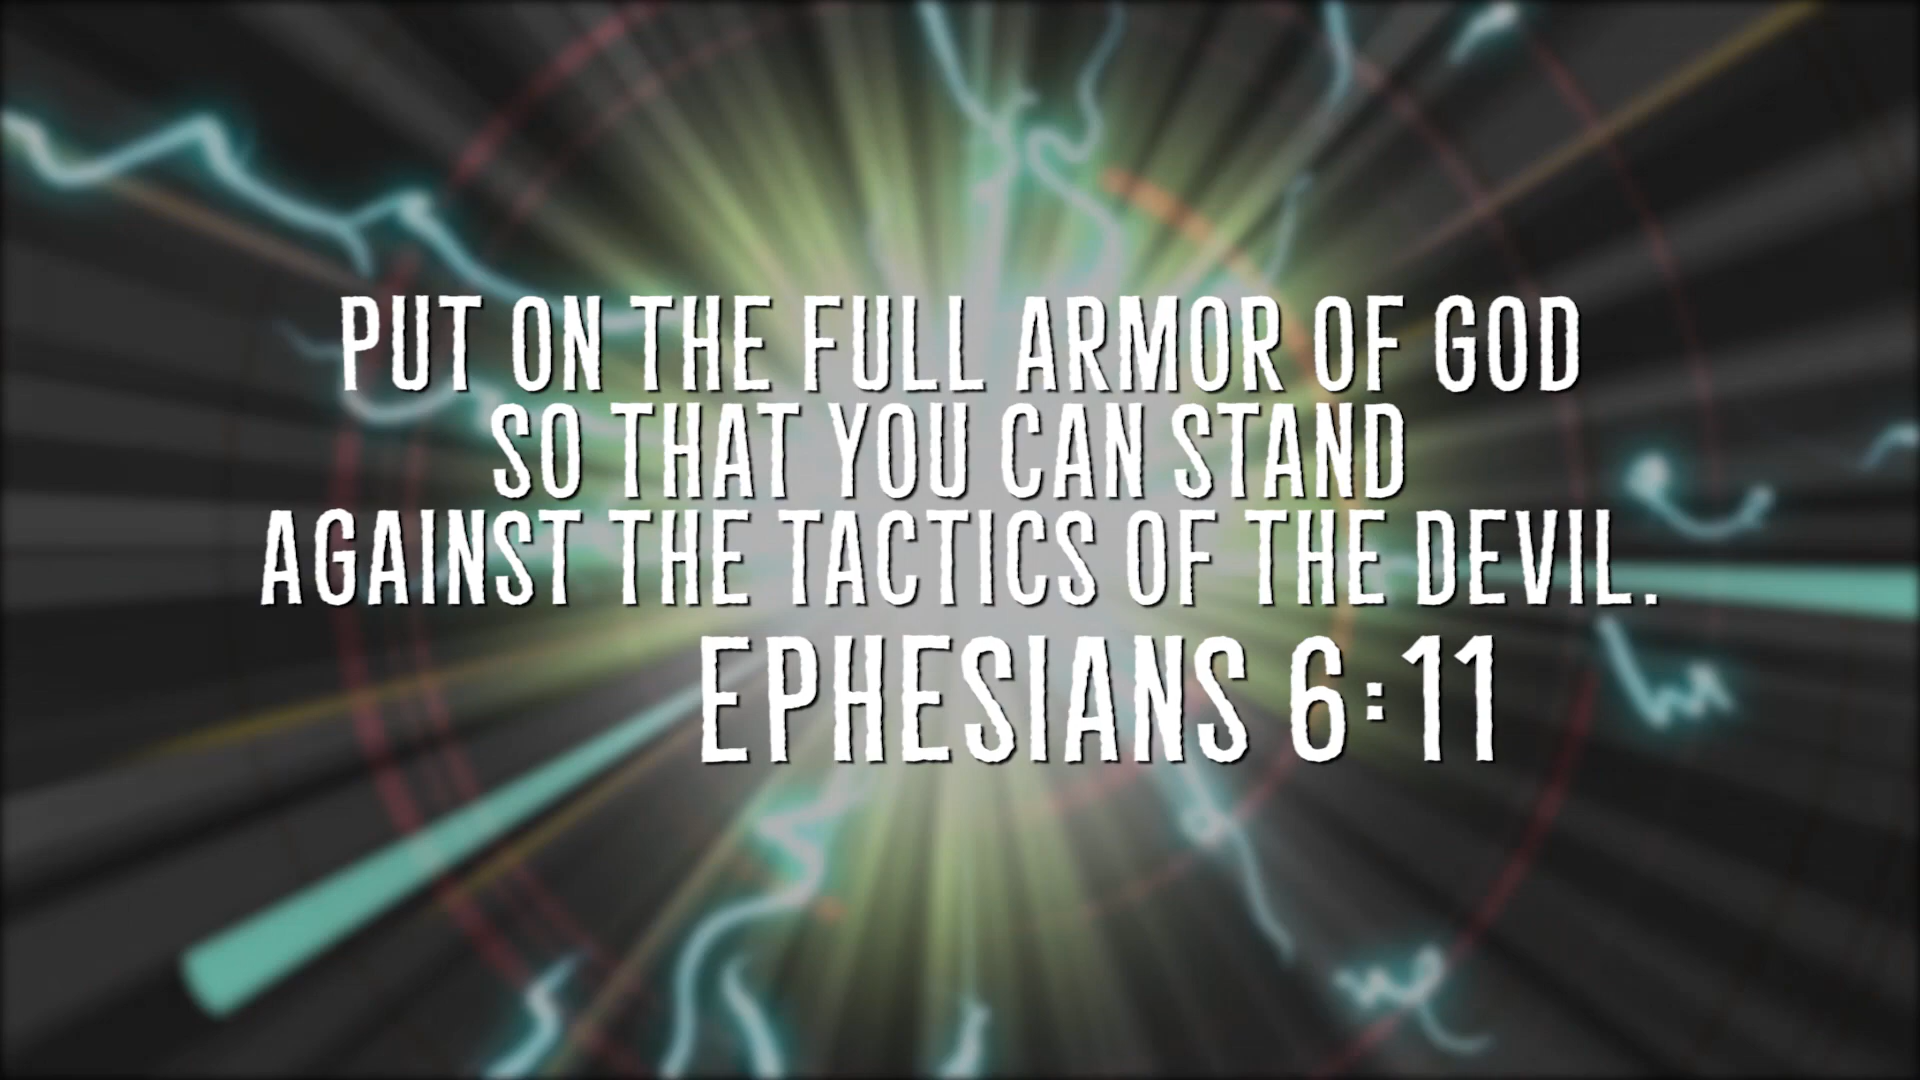 PUT ON THE FULL ARMOR OF GOD
SO THAT YOU CAN STAND
AGAINST THE TACTICS OF THE DEVIL.
EPHESIANS 6:11